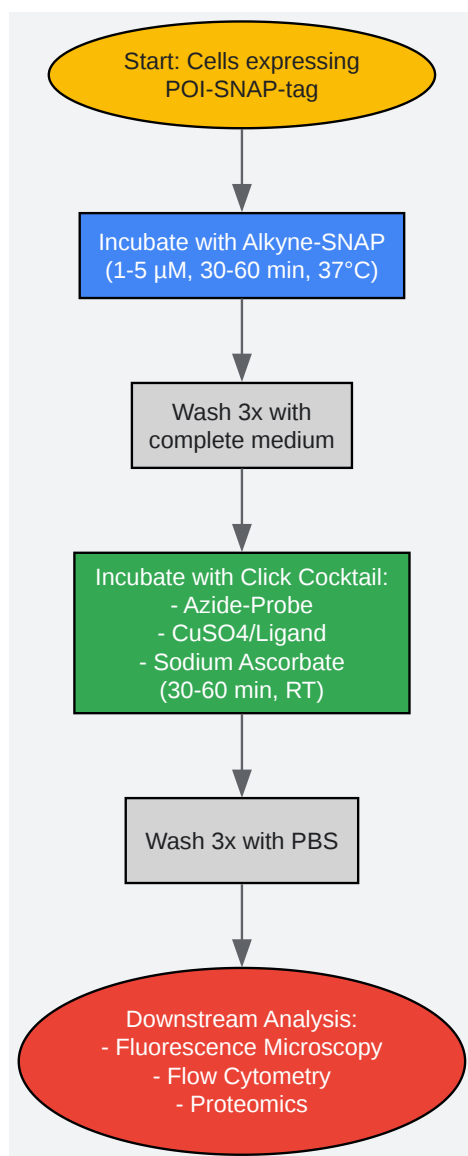 Start: Cells expressing
POI-SNAP-tag
Incubate with Alkyne-SNAP
(1-5 µM, 30-60 min, 37°C)
Wash 3x with
complete medium
Incubate with Click Cocktail:
- Azide-Probe
- CuSO4/Ligand
- Sodium Ascorbate
(30-60 min, RT)
Wash 3x with PBS
Downstream Analysis:
- Fluorescence Microscopy
- Flow Cytometry
- Proteomics